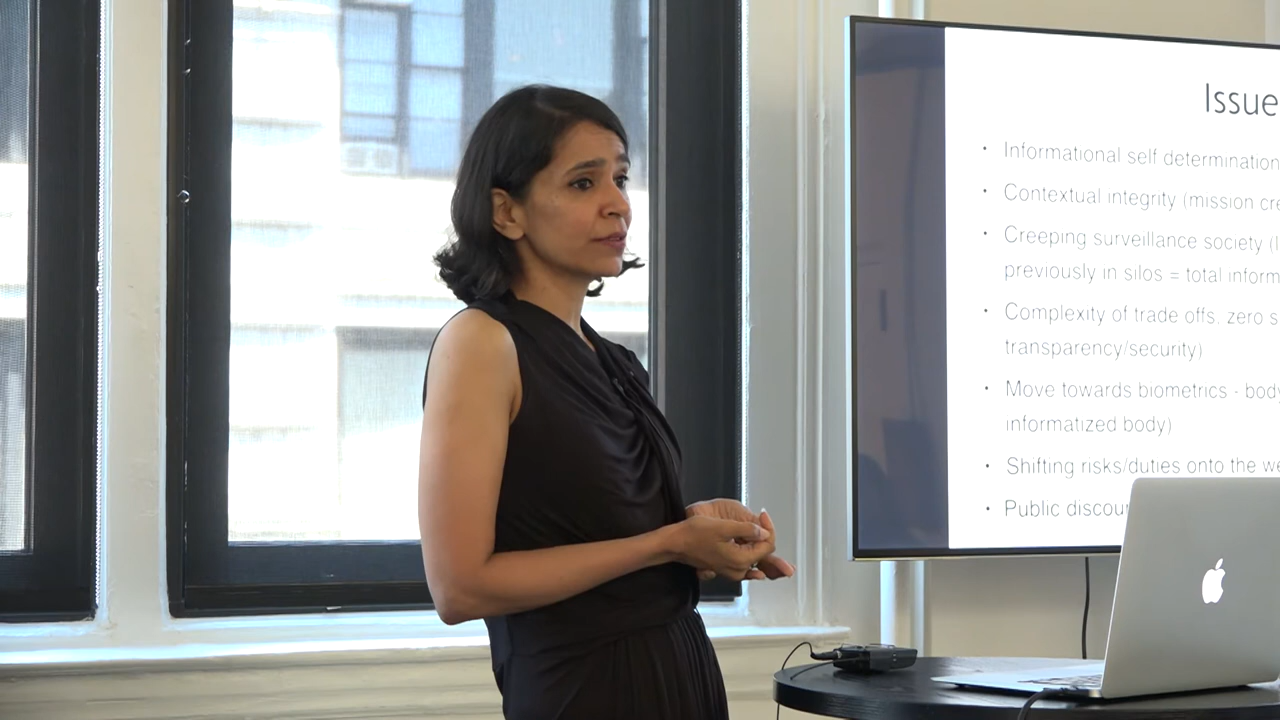 Issue
• Informational self determination
• Contextual integrity (mission cre
• Creeping surveillance society (
previously in silos = total inform
• Complexity of trade offs. zero s
transparency/security)
• Move towards biometrics - body
informatized body)
• Shifting risks/duties onto the we
• Public discou